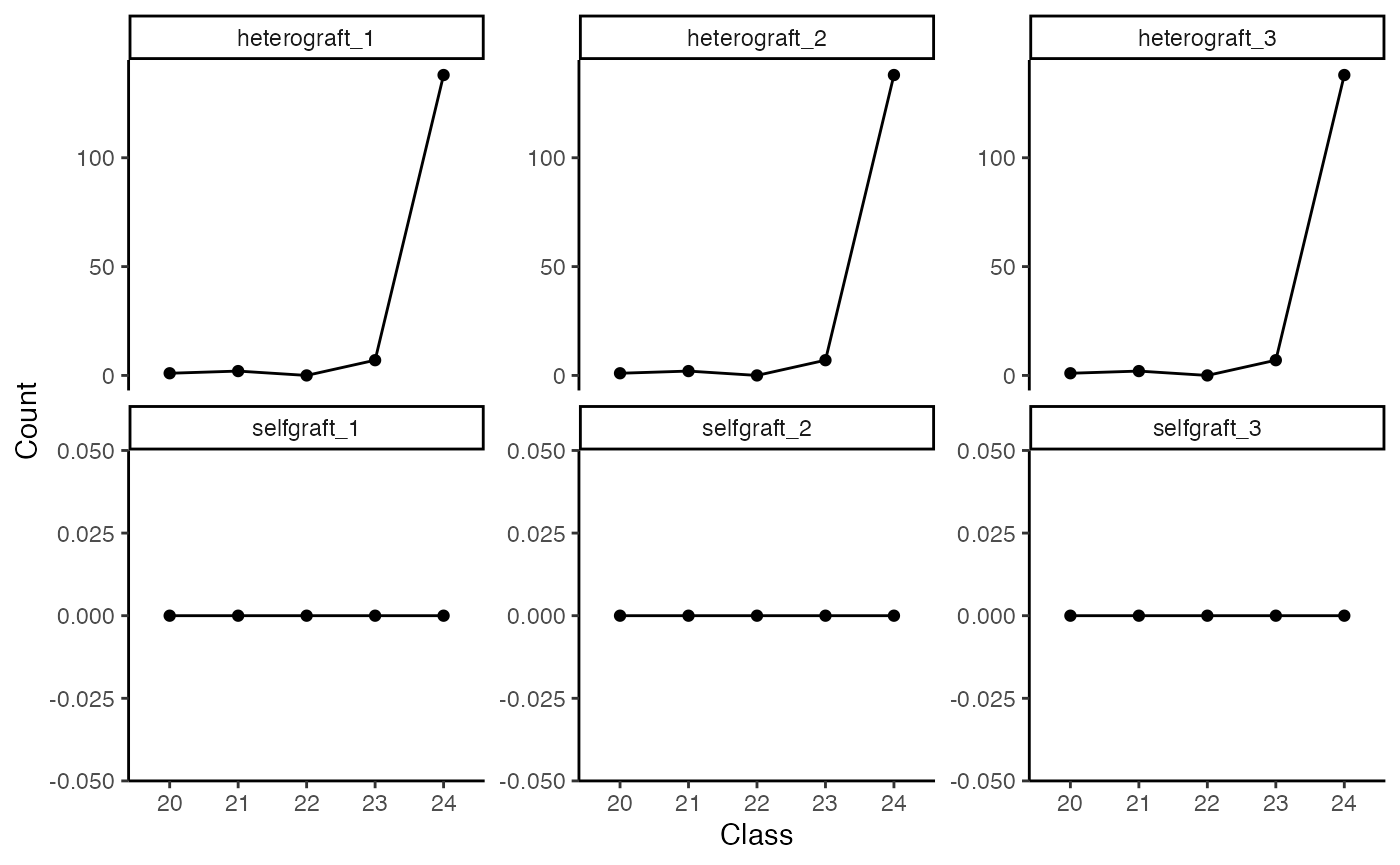 heterograft_1 heterograft_2 heterograft_3
100 100 100
50 50 50
0 0 0
Count
selfgraft_1 selfgraft_2 selfgraft_3
0.050 0.050 0.050
0.025 0.025 0.025
0.000 0.000 0.000
-0.025 -0.025 -0.025
-0.050 -0.050 -0.050
20 21 22 23 24 20 21 22 23 24 20 21 22 23 24
Class